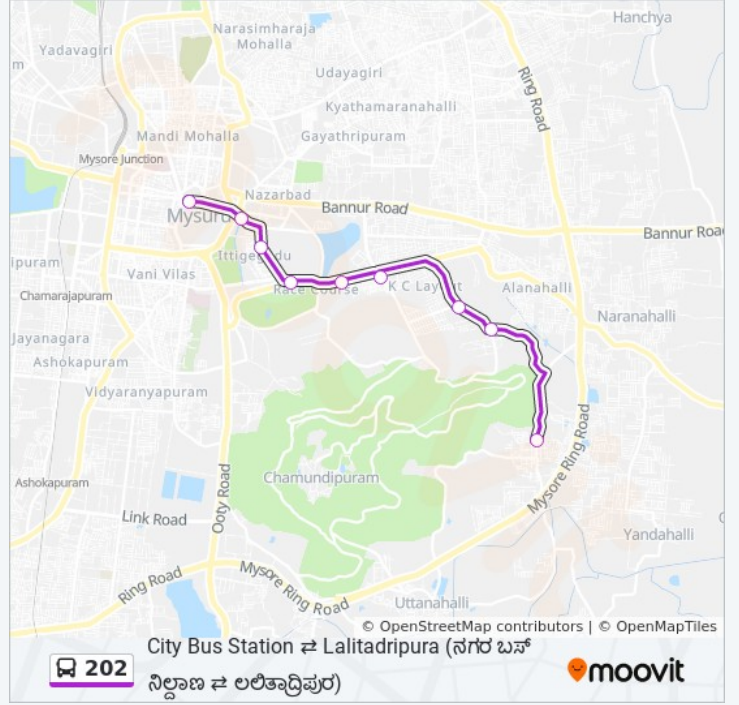 Hanchya
Narasimharaja
Mohalla
Yadavagiri
m
Udayagiri
Ring Road
Kyathamaranahalli
Mandi Mohalla
Gayathripuram
Mysore Junction
Nazarbad
Bannur Road
Mysuru
Bannur Road
Ittigegudu
ipuram
Vani Vilas
Race Course
K C Layout
Alanahalli
Chamarajapuram
Naranahalli
Jayanagara
Ashokapuram
Vidyaranyapuram
Mysore Ring Road
Ooty Road
Chamundipuram
Ashokapuram
Link Road
Yandahalli
Ring Road
Mysore Ring Road
Uttanahalli
© OpenStreetMap contributors | © OpenMapTiles
202
City Bus Station ⇄ Lalitadripura (ನಗರ ಬಸ್
ನಿಲ್ದಾಣ ⇄ ಲಲಿತಾದ್ರಿಪುರ)
moovit